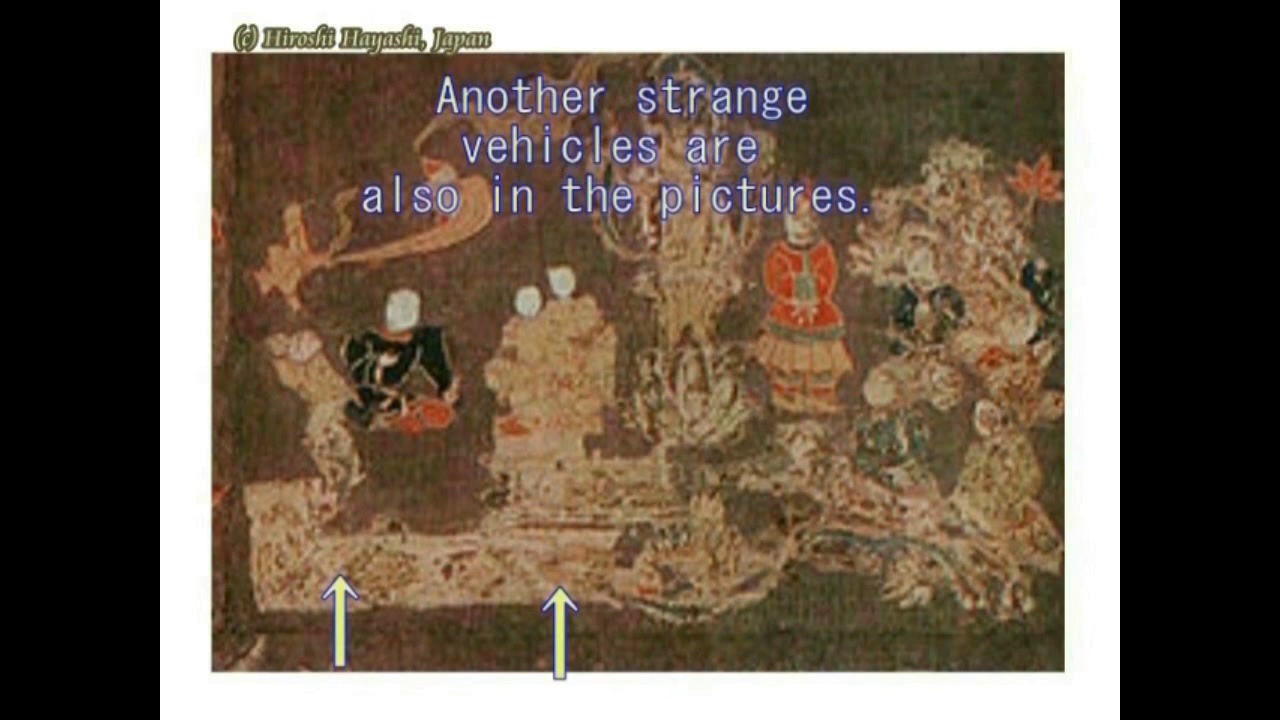 (c) Hiroshi Hayashi, Japan
Another strange
vehicles are
also in the pictures.